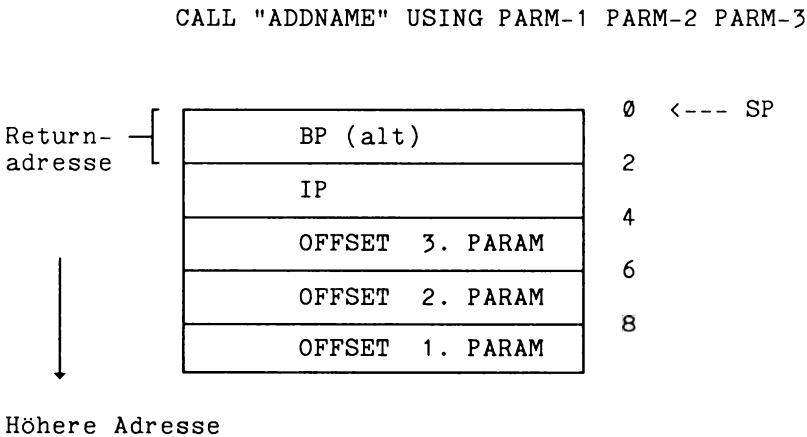 CALL "ADDNAME" USING PARM-1 PARM-2 PARM-3
Ø <--- SP
Return-
adresse
BP (alt)
2
IP
4
OFFSET 3. PARAM
6
OFFSET 2. PARAM
8
OFFSET 1. PARAM
Höhere Adresse